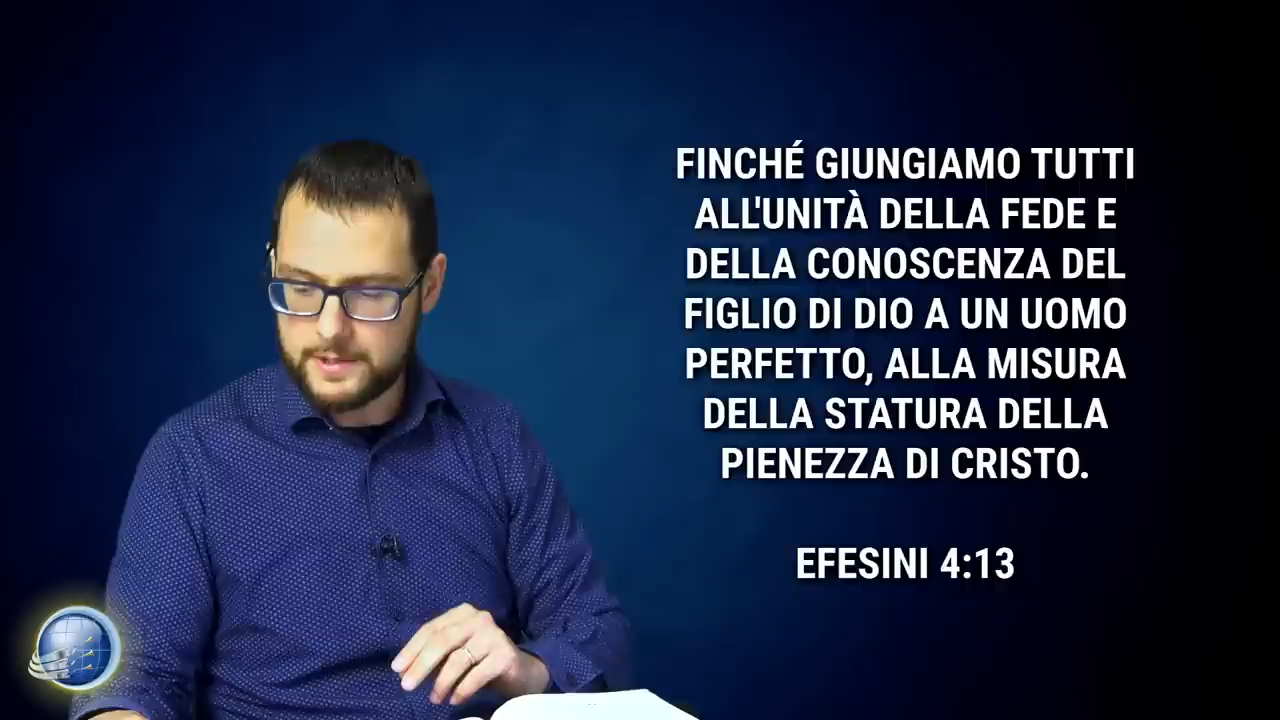 FINCHÉ GIUNGIAMO TUTTI
ALL'UNITÀ DELLA FEDE E
DELLA CONOSCENZA DEL
FIGLIO DI DIO A UN UOMO
PERFETTO, ALLA MISURA
DELLA STATURA DELLA
PIENEZZA DI CRISTO.
EFESINI 4:13